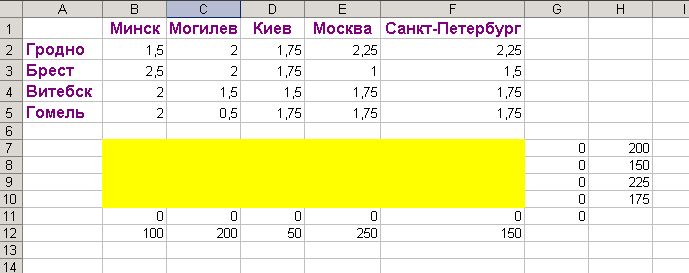 A B C D E F G H I
1 Минск Могилев Киев Москва Санкт-Петербург
2 Гродно 1,5 2 1,75 2,25 2,25
3 Брест 2,5 2 1,75 1 1,5
4 Витебск 2 1,5 1,5 1,75 1,75
5 Гомель 2 0,5 1,75 1,75 1,75
6
7 0 200
8 0 150
9 0 225
10 0 175
11 0 0 0 0 0 0
12 100 200 50 250 150
13
14